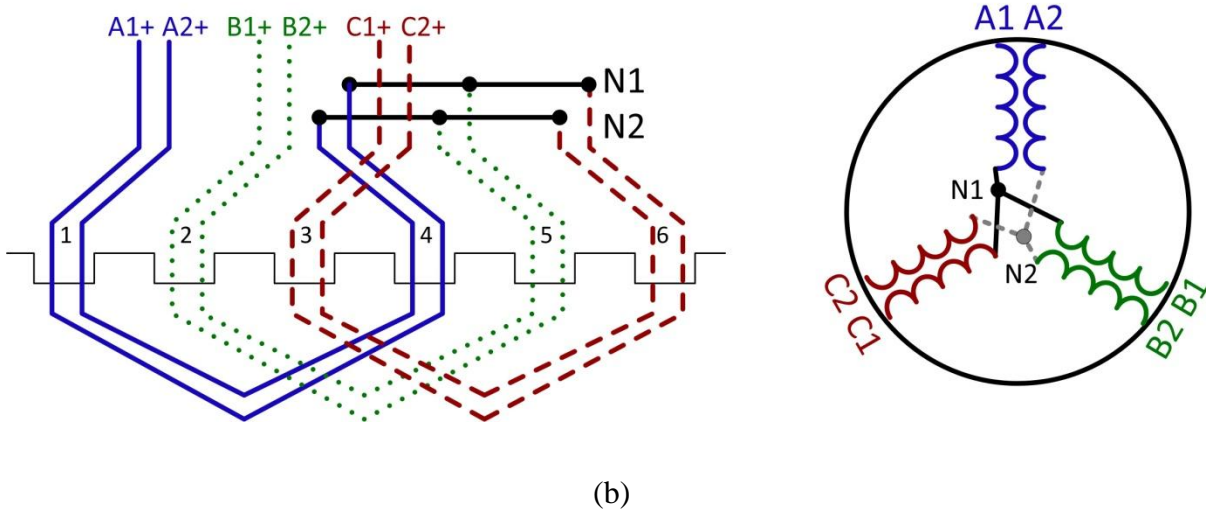 A1+ A2+ B1+ B2+ C1+ C2+
N1
N2
1 2 3 4 5 6
A1 A2
N1
N2
C2 C1
B2 B1
(b)